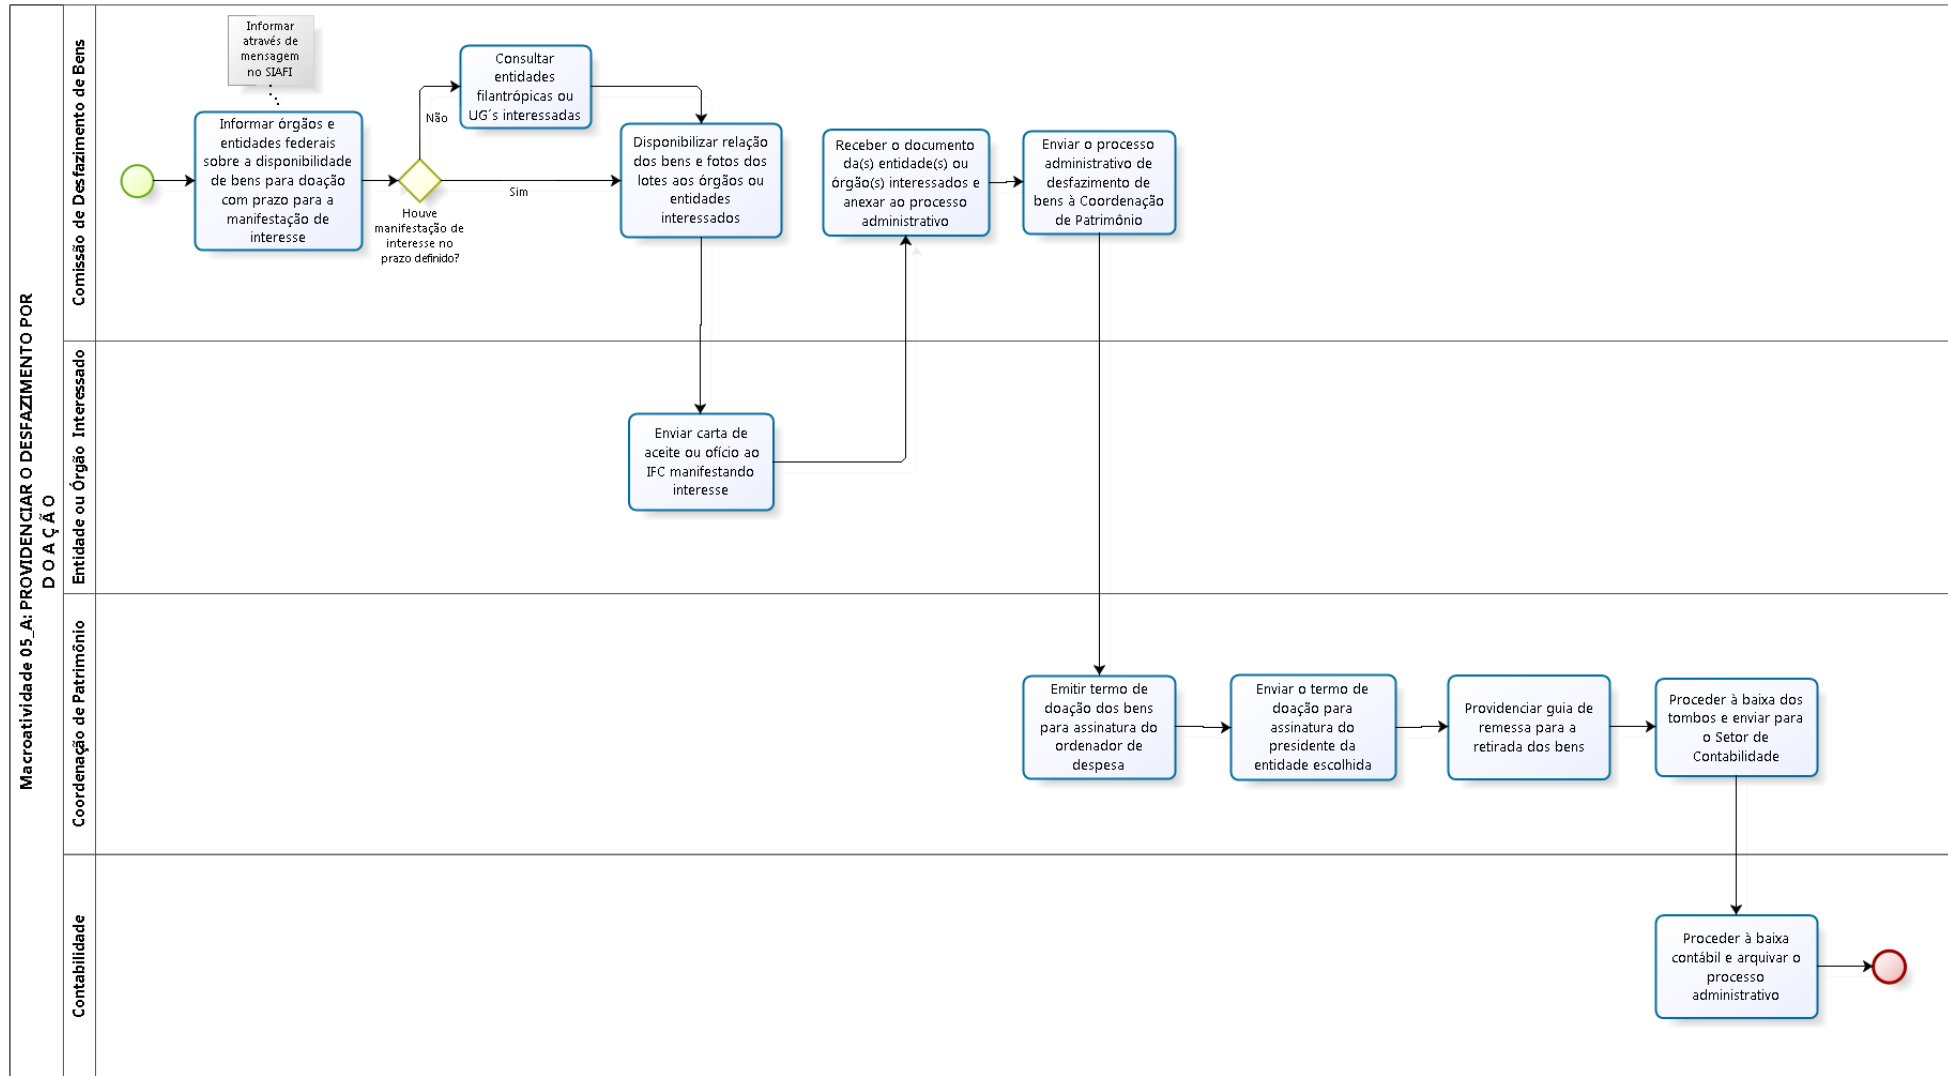 Macroatividade 05_A: PROVIDENCIAR O DESFAZIMENTO POR
D O A Ç Ã O
Comissão de Desfazimento de Bens
Informar
através de
mensagem
no SIAFI
Informar órgãos e
entidades federais
sobre a disponibilidade
de bens para doação
com prazo para a
manifestação de
interesse
Houve
manifestação de
interesse no
prazo definido?
Não
Sim
Consultar
entidades
filantrópicas ou
UG´s interessadas
Disponibilizar relação
dos bens e fotos dos
lotes aos órgãos ou
entidades
interessados
Receber o documento
da(s) entidade(s) ou
órgão(s) interessados e
anexar ao processo
administrativo
Enviar o processo
administrativo de
desfazimento de
bens à Coordenação
de Patrimônio
Entidade ou Órgão Interessado
Enviar carta de
aceite ou ofício ao
IFC manifestando
interesse
Coordenação de Patrimônio
Emitir termo de
doação dos bens
para assinatura do
ordenador de
despesa
Enviar o termo de
doação para
assinatura do
presidente da
entidade escolhida
Providenciar guia de
remessa para a
retirada dos bens
Proceder à baixa dos
tombos e enviar para
o Setor de
Contabilidade
Contabilidade
Proceder à baixa
contábil e arquivar o
processo
administrativo